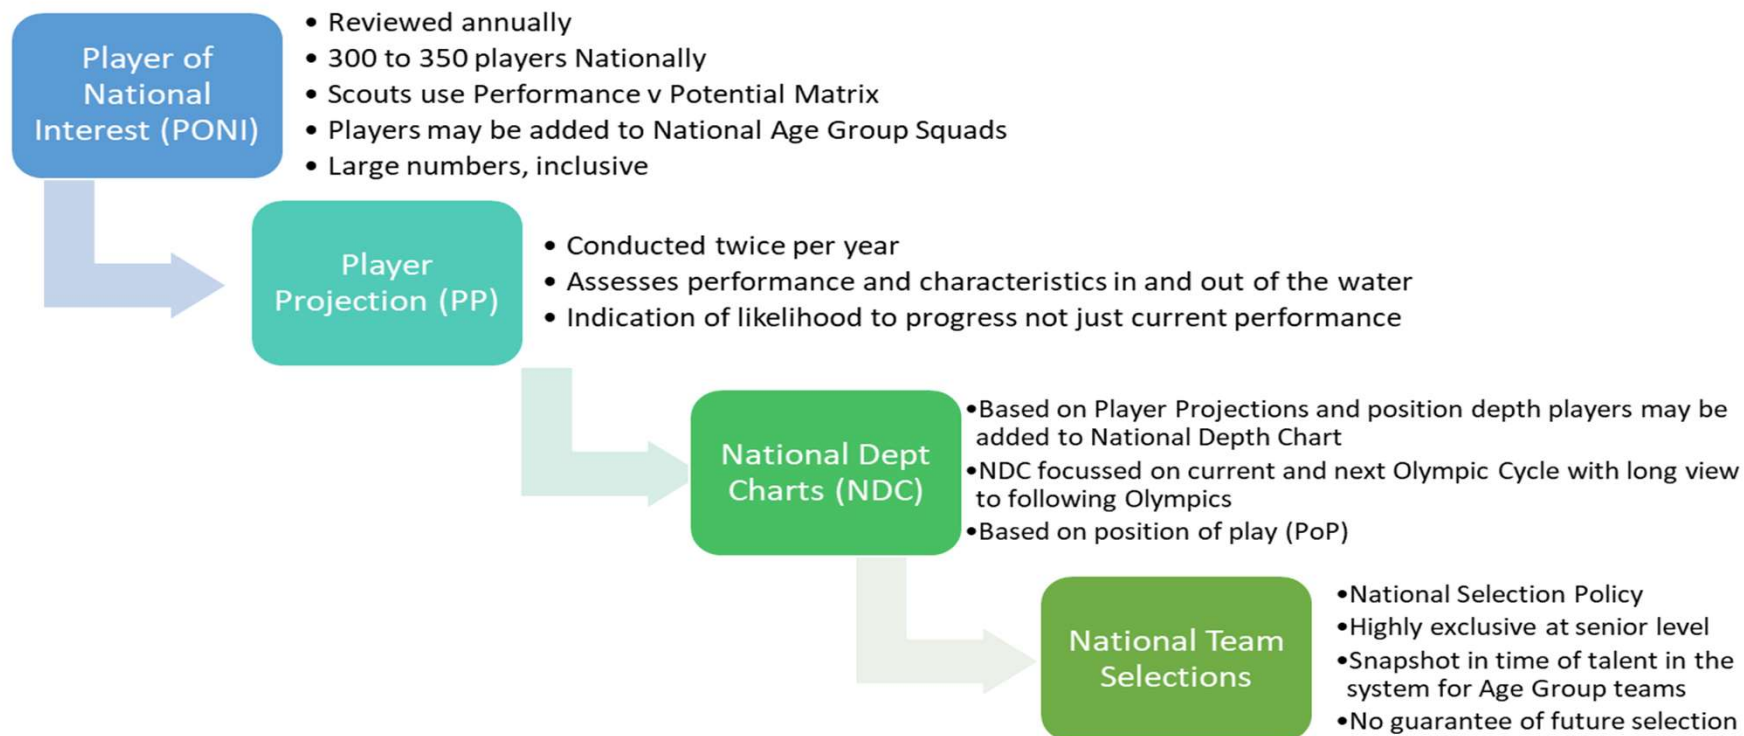 Player of
National
Interest (PONI)
• Reviewed annually
• 300 to 350 players Nationally
• Scouts use Performance v Potential Matrix
• Players may be added to National Age Group Squads
• Large numbers, inclusive
Player
Projection (PP)
• Conducted twice per year
• Assesses performance and characteristics in and out of the water
• Indication of likelihood to progress not just current performance
National Dept
Charts (NDC)
•Based on Player Projections and position depth players may be
added to National Depth Chart
•NDC focussed on current and next Olympic Cycle with long view
to following Olympics
•Based on position of play (PoP)
National Team
Selections
•National Selection Policy
•Highly exclusive at senior level
•Snapshot in time of talent in the
system for Age Group teams
•No guarantee of future selection